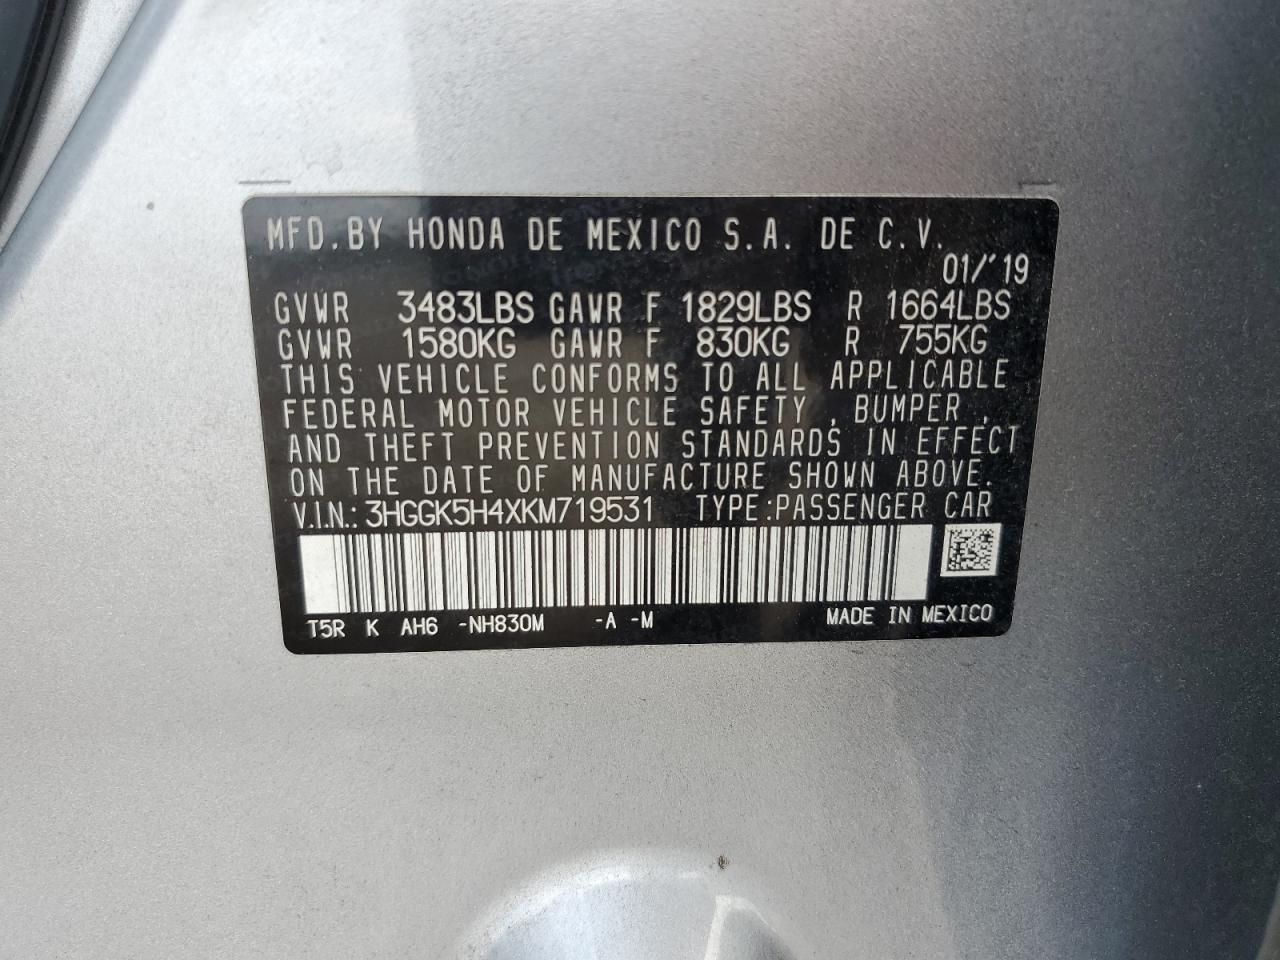 MFD.BY HONDA DE MEXICO S.A. DE C.V.
01/'19
GVWR 3483LBS GAWR F 1829LBS R 1664LBS
GVWR 1580KG GAWR F 830KG R 755KG
THIS VEHICLE CONFORMS TO ALL APPLICABLE
FEDERAL MOTOR VEHICLE SAFETY , BUMPER ,
AND THEFT PREVENTION STANDARDS IN EFFECT
ON THE DATE OF MANUFACTURE SHOWN ABOVE.
V.I.N.: 3HGGK5H4XKM719531 TYPE:PASSENGER CAR
T5R K AH6 -NH830M -A -M MADE IN MEXICO